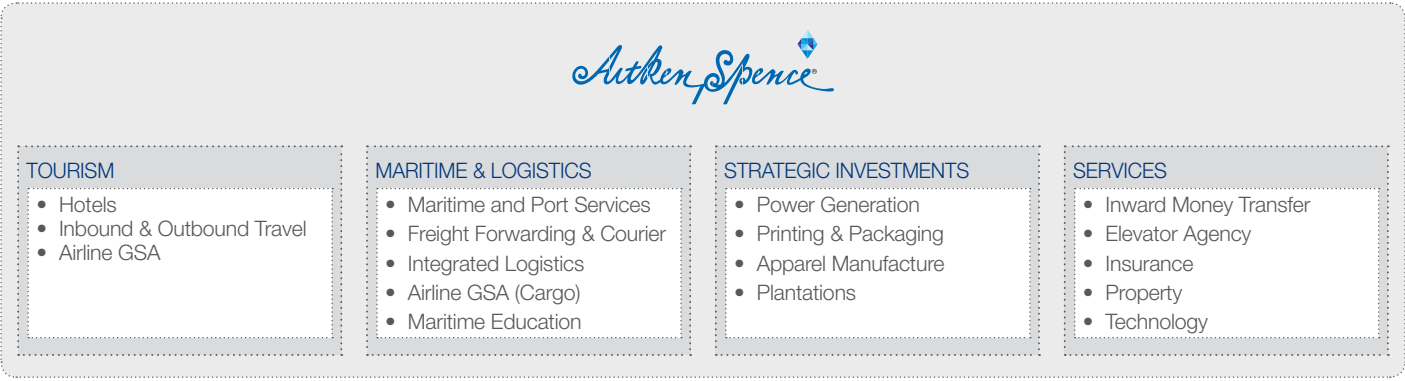 Aitken Spence®
TOURISM
• Hotels
• Inbound & Outbound Travel
• Airline GSA
MARITIME & LOGISTICS
• Maritime and Port Services
• Freight Forwarding & Courier
• Integrated Logistics
• Airline GSA (Cargo)
• Maritime Education
STRATEGIC INVESTMENTS
• Power Generation
• Printing & Packaging
• Apparel Manufacture
• Plantations
SERVICES
• Inward Money Transfer
• Elevator Agency
• Insurance
• Property
• Technology